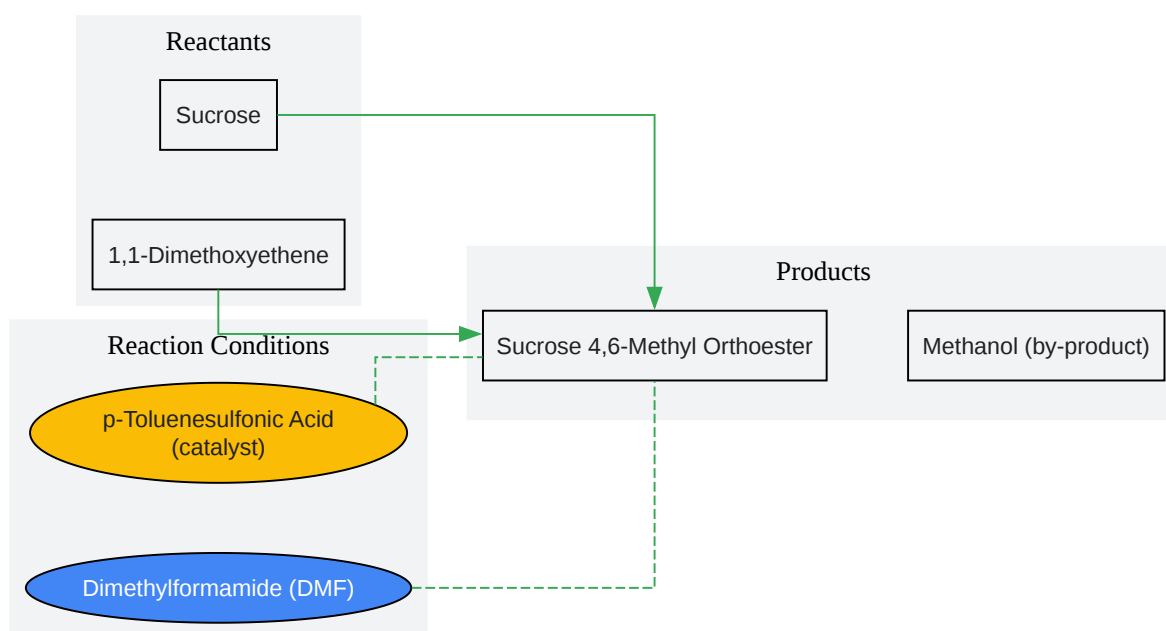 Reactants
Sucrose
1,1-Dimethoxyethene
Products
Sucrose 4,6-Methyl Orthoester
Methanol (by-product)
Reaction Conditions
p-Toluenesulfonic Acid
(catalyst)
Dimethylformamide (DMF)